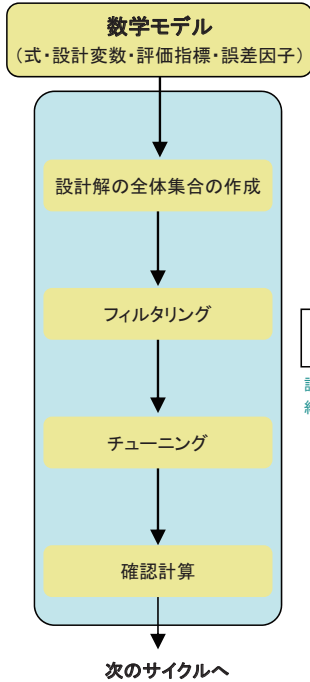 数学モデル
（式・設計変数・評価指標・誤差因子）
設計解の全体集合の作成
フィルタリング
チューニング
確認計算
次のサイクルへ